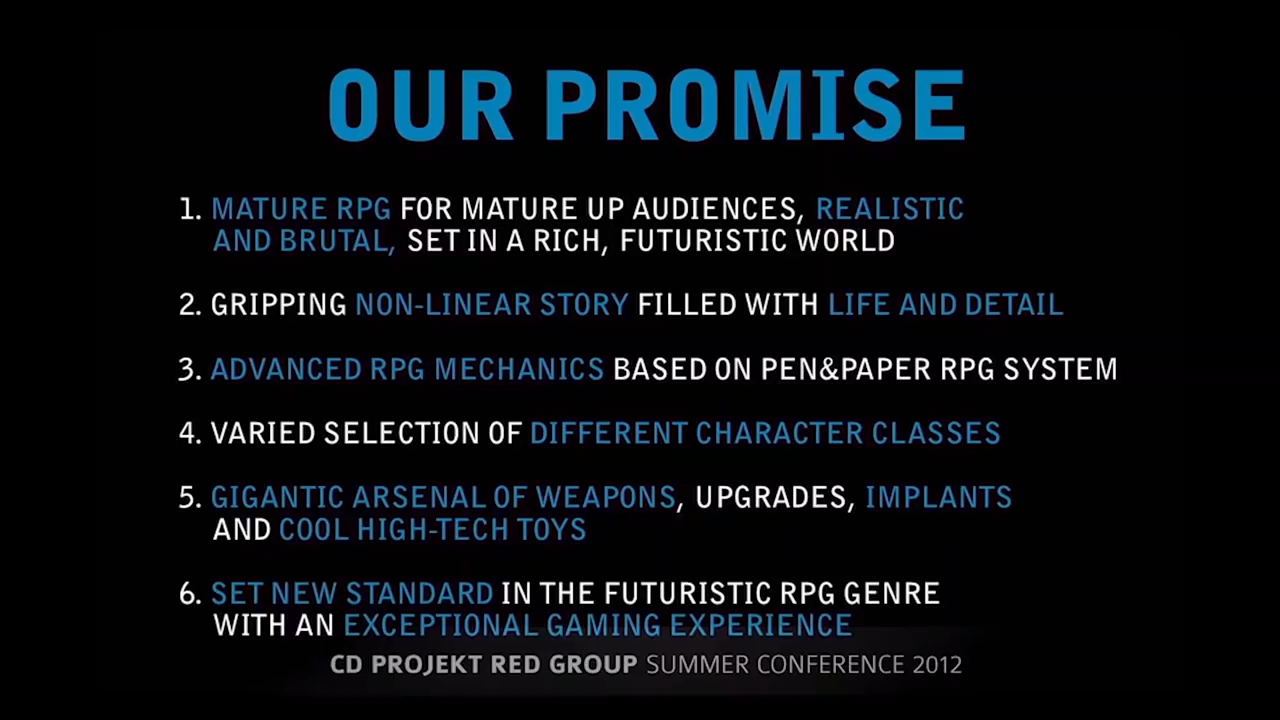 OUR PROMISE
1. MATURE RPG FOR MATURE UP AUDIENCES, REALISTIC
AND BRUTAL, SET IN A RICH, FUTURISTIC WORLD
2. GRIPPING NON-LINEAR STORY FILLED WITH LIFE AND DETAIL
3. ADVANCED RPG MECHANICS BASED ON PEN&PAPER RPG SYSTEM
4. VARIED SELECTION OF DIFFERENT CHARACTER CLASSES
5. GIGANTIC ARSENAL OF WEAPONS, UPGRADES, IMPLANTS
AND COOL HIGH-TECH TOYS
6. SET NEW STANDARD IN THE FUTURISTIC RPG GENRE
WITH AN EXCEPTIONAL GAMING EXPERIENCE
CD PROJEKT RED GROUP SUMMER CONFERENCE 2012